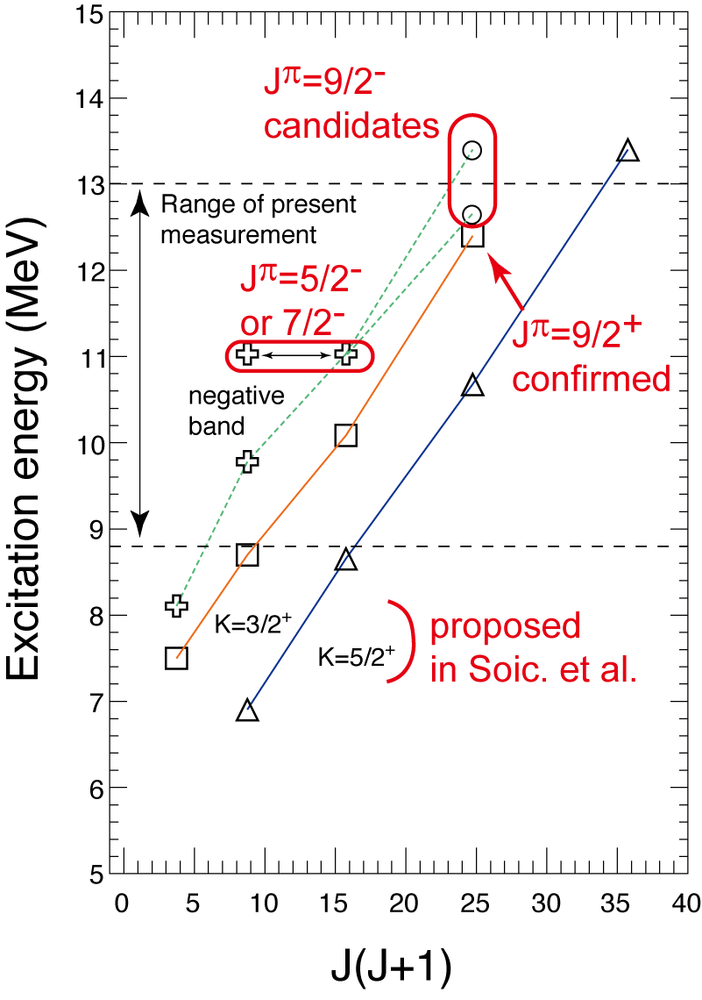 15
14
13
12
11
10
9
8
7
6
5
Excitation energy (MeV)
Jπ=9/2-
candidates
Range of present
measurement
Jπ=5/2-
or 7/2-
negative
band
Jπ=9/2+
confirmed
K=3/2+
K=5/2+
proposed
in Soic. et al.
0 5 10 15 20 25 30 35 40
J(J+1)